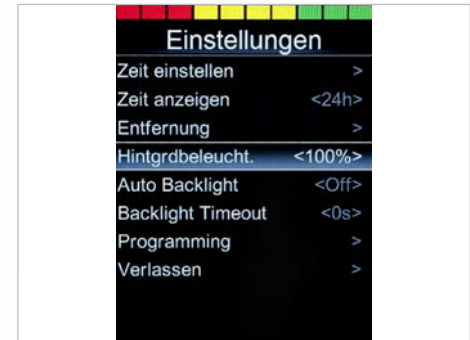 Einstellungen
Zeit einstellen >
Zeit anzeigen <24h>
Entfernung >
Hintgrdbeleucht. <100%>
Auto Backlight <Off>
Backlight Timeout <0s>
Programming >
Verlassen >